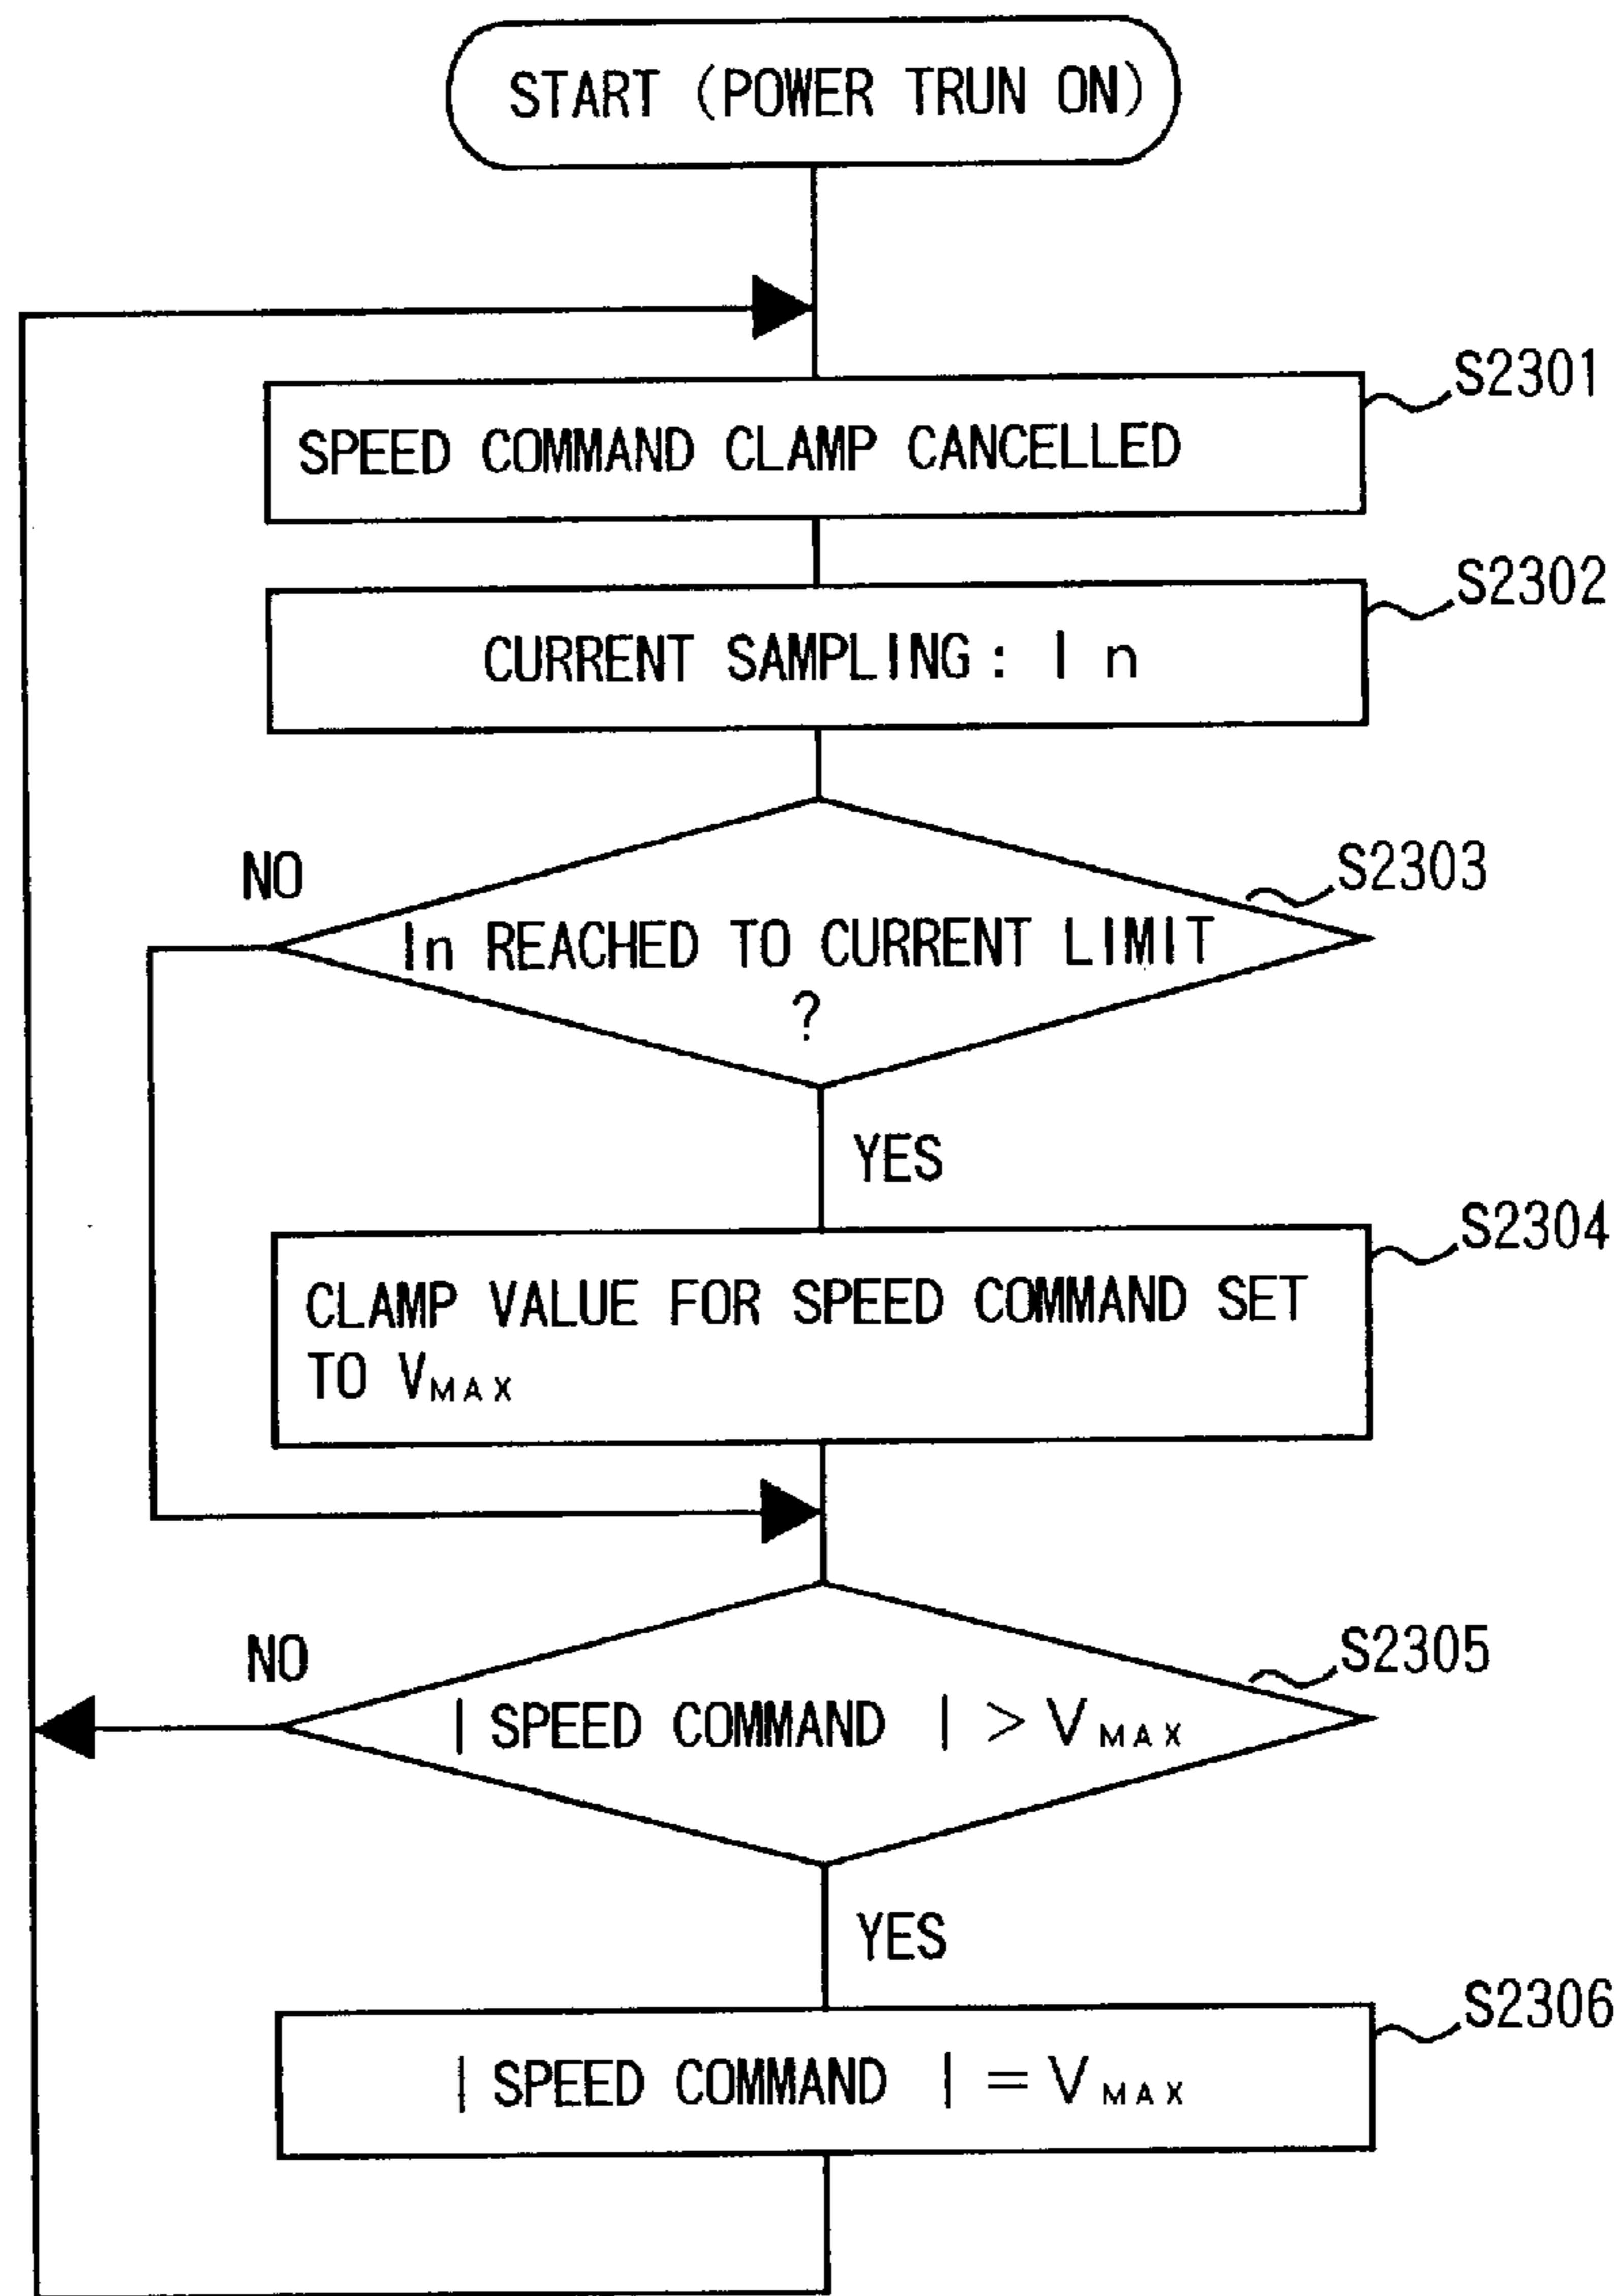 START (POWER TRUN ON)
S2301
SPEED COMMAND CLAMP CANCELLED
S2302
CURRENT SAMPLING : I n
S2303
NO
In REACHED TO CURRENT LIMIT
?
YES
S2304
CLAMP VALUE FOR SPEED COMMAND SET
TO VMAX
S2305
NO
| SPEED COMMAND | > VMAX
YES
S2306
| SPEED COMMAND | = VMAX